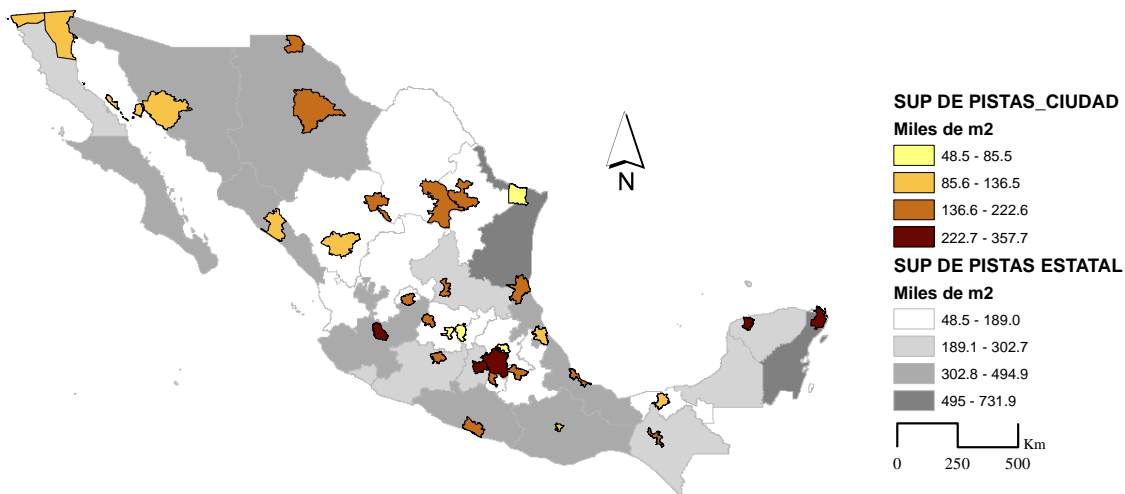 SUP DE PISTAS_CIUDAD
Miles de m2
48.5 - 85.5
85.6 - 136.5
136.6 - 222.6
222.7 - 357.7
SUP DE PISTAS ESTATAL
Miles de m2
48.5 - 189.0
189.1 - 302.7
302.8 - 494.9
495 - 731.9
Km
0 250 500
N